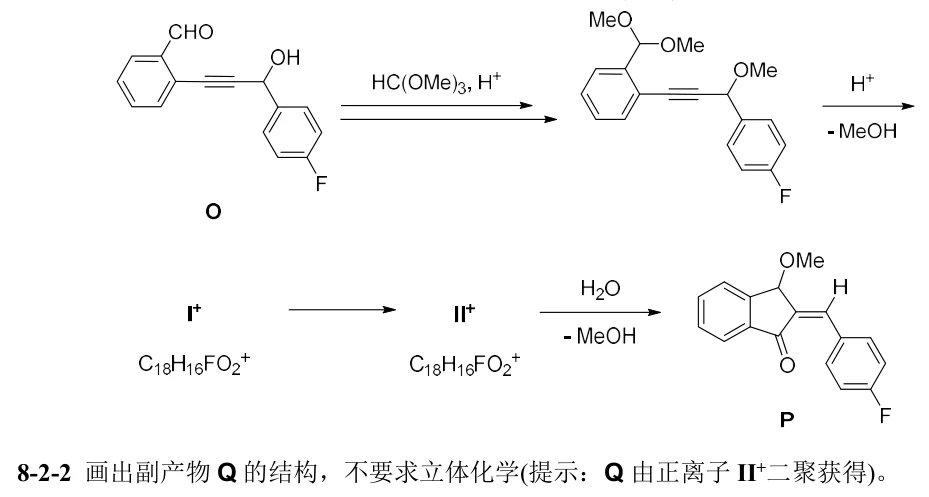 CHO
OH
F
O
HC(OMe)₃, H⁺
MeO
OMe
OMe
F
H⁺
- MeOH
I⁺
C₁₈H₁₆FO₂⁺
II⁺
C₁₈H₁₆FO₂⁺
H₂O
- MeOH
OMe
H
O
F
P
8-2-2 画出副产物 Q 的结构，不要求立体化学(提示：Q 由正离子 II⁺二聚获得)。